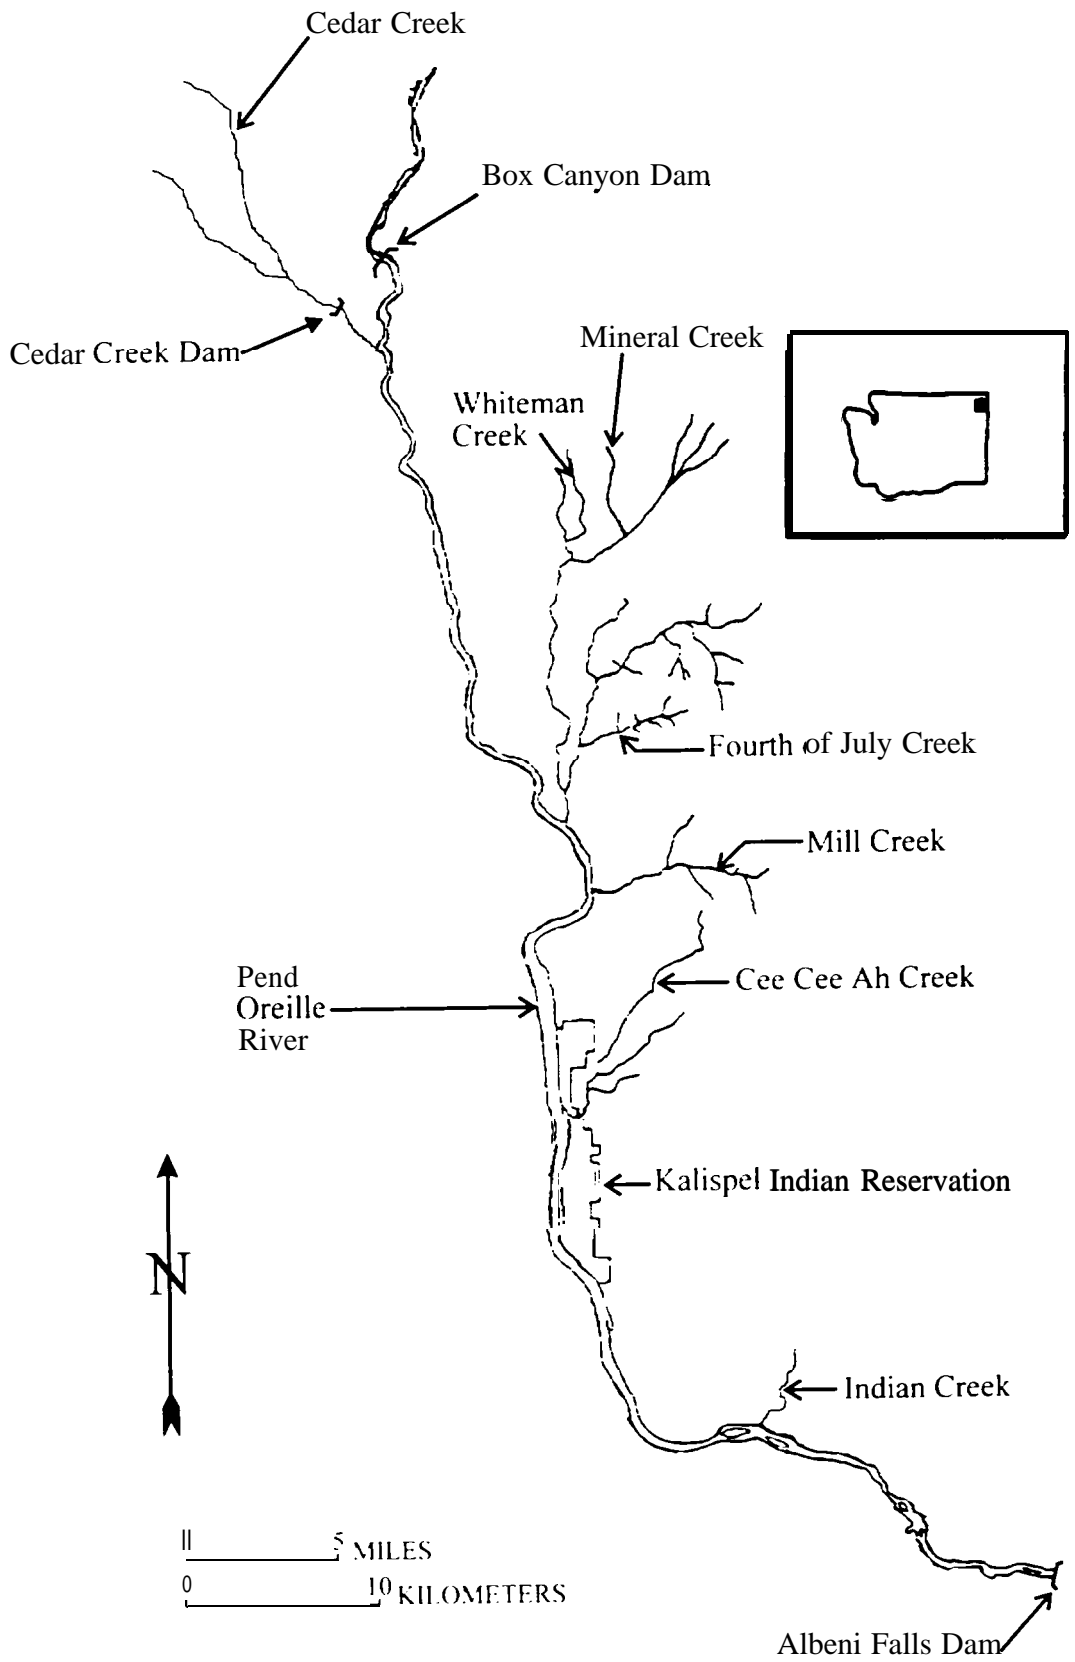 Cedar Creek
Box Canyon Dam
Mineral Creek
Cedar Creek Dam
Whiteman
Creek
Fourth of July Creek
Mill Creek
Pend
Oreille
River
Cee Cee Ah Creek
Kalispel Indian Reservation
N
Indian Creek
5 MILES
0 10 KILOMETERS
Albeni Falls Dam